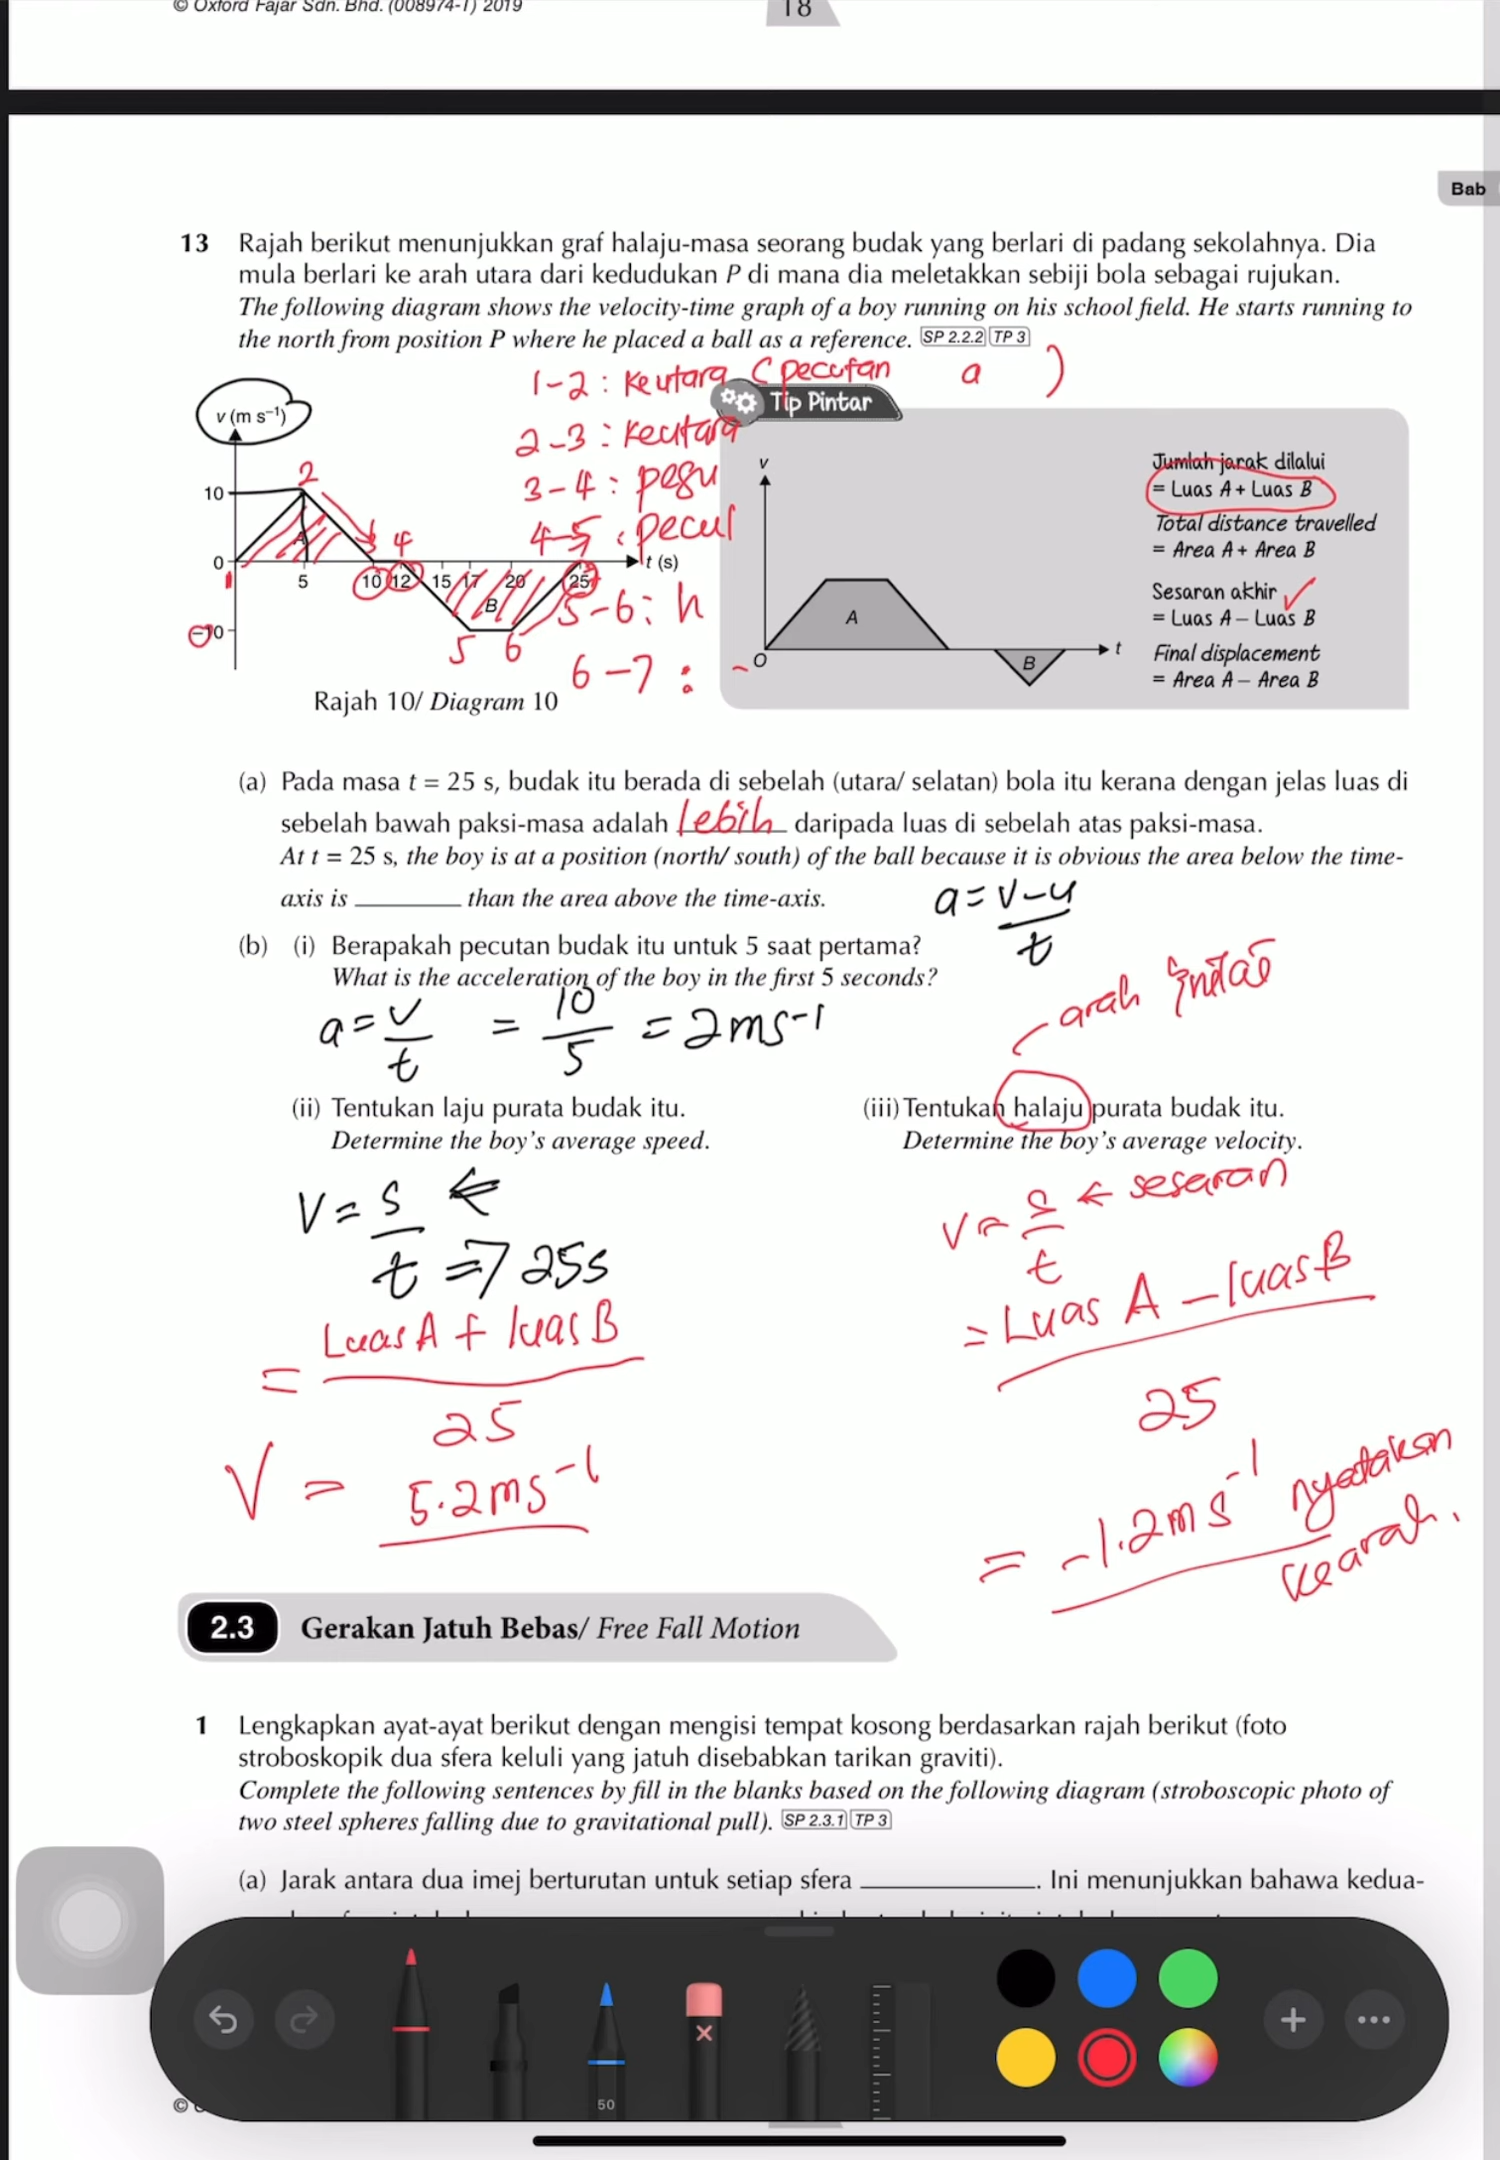 © Oxford Fajar Sdn. Bhd. (008974-T) 2019
18
Bab
13 Rajah berikut menunjukkan graf halaju-masa seorang budak yang berlari di padang sekolahnya. Dia
mula berlari ke arah utara dari kedudukan P di mana dia meletakkan sebiji bola sebagai rujukan.
The following diagram shows the velocity-time graph of a boy running on his school field. He starts running to
the north from position P where he placed a ball as a reference. SP 2.2.2 TP 3
1-2 : Keutara (pecutan a )
2-3 : Keutara
3-4 : pegu
4-5 : pecul
5-6 : h
6-7 : -
v (m s⁻¹)
10
0
-10
5 10 12 15 17 20 25
t (s)
A
B
1
2
3
4
5
6
7
Rajah 10/ Diagram 10
Tip Pintar
v
A
O
B
t
Jumlah jarak dilalui
= Luas A + Luas B
Total distance travelled
= Area A + Area B
Sesaran akhir
= Luas A – Luas B
Final displacement
= Area A – Area B
(a) Pada masa t = 25 s, budak itu berada di sebelah (utara/ selatan) bola itu kerana dengan jelas luas di
sebelah bawah paksi-masa adalah lebih daripada luas di sebelah atas paksi-masa.
At t = 25 s, the boy is at a position (north/ south) of the ball because it is obvious the area below the time-
axis is ________ than the area above the time-axis.
a = v-u
t
(b) (i) Berapakah pecutan budak itu untuk 5 saat pertama?
What is the acceleration of the boy in the first 5 seconds?
a = v/t = 10/5 = 2ms-1
arah
(ii) Tentukan laju purata budak itu.
Determine the boy's average speed.
V = s
t => 25s
= Luas A + luas B
25
V = 5.2ms-1
(iii) Tentukan halaju purata budak itu.
Determine the boy's average velocity.
V = s ← sesaran
t
= Luas A - luas B
25
= -1.2ms-1 nyatakan
kearah.
2.3 Gerakan Jatuh Bebas/ Free Fall Motion
1 Lengkapkan ayat-ayat berikut dengan mengisi tempat kosong berdasarkan rajah berikut (foto
stroboskopik dua sfera keluli yang jatuh disebabkan tarikan graviti).
Complete the following sentences by fill in the blanks based on the following diagram (stroboscopic photo of
two steel spheres falling due to gravitational pull). SP 2.3.1 TP 3
(a) Jarak antara dua imej berturutan untuk setiap sfera ____________. Ini menunjukkan bahawa kedua-
50
©